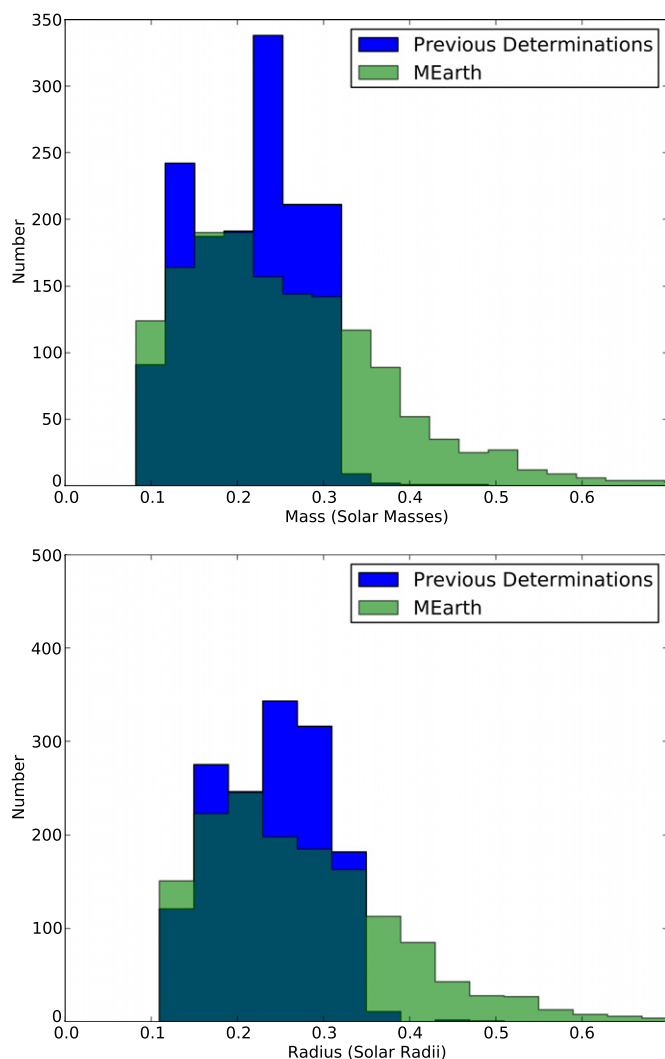 350
300
250
200
150
100
50
0
Number
Previous Determinations
MEarth
0.0 0.1 0.2 0.3 0.4 0.5 0.6
Mass (Solar Masses)
500
400
300
200
100
0
Number
Previous Determinations
MEarth
0.0 0.1 0.2 0.3 0.4 0.5 0.6
Radius (Solar Radii)